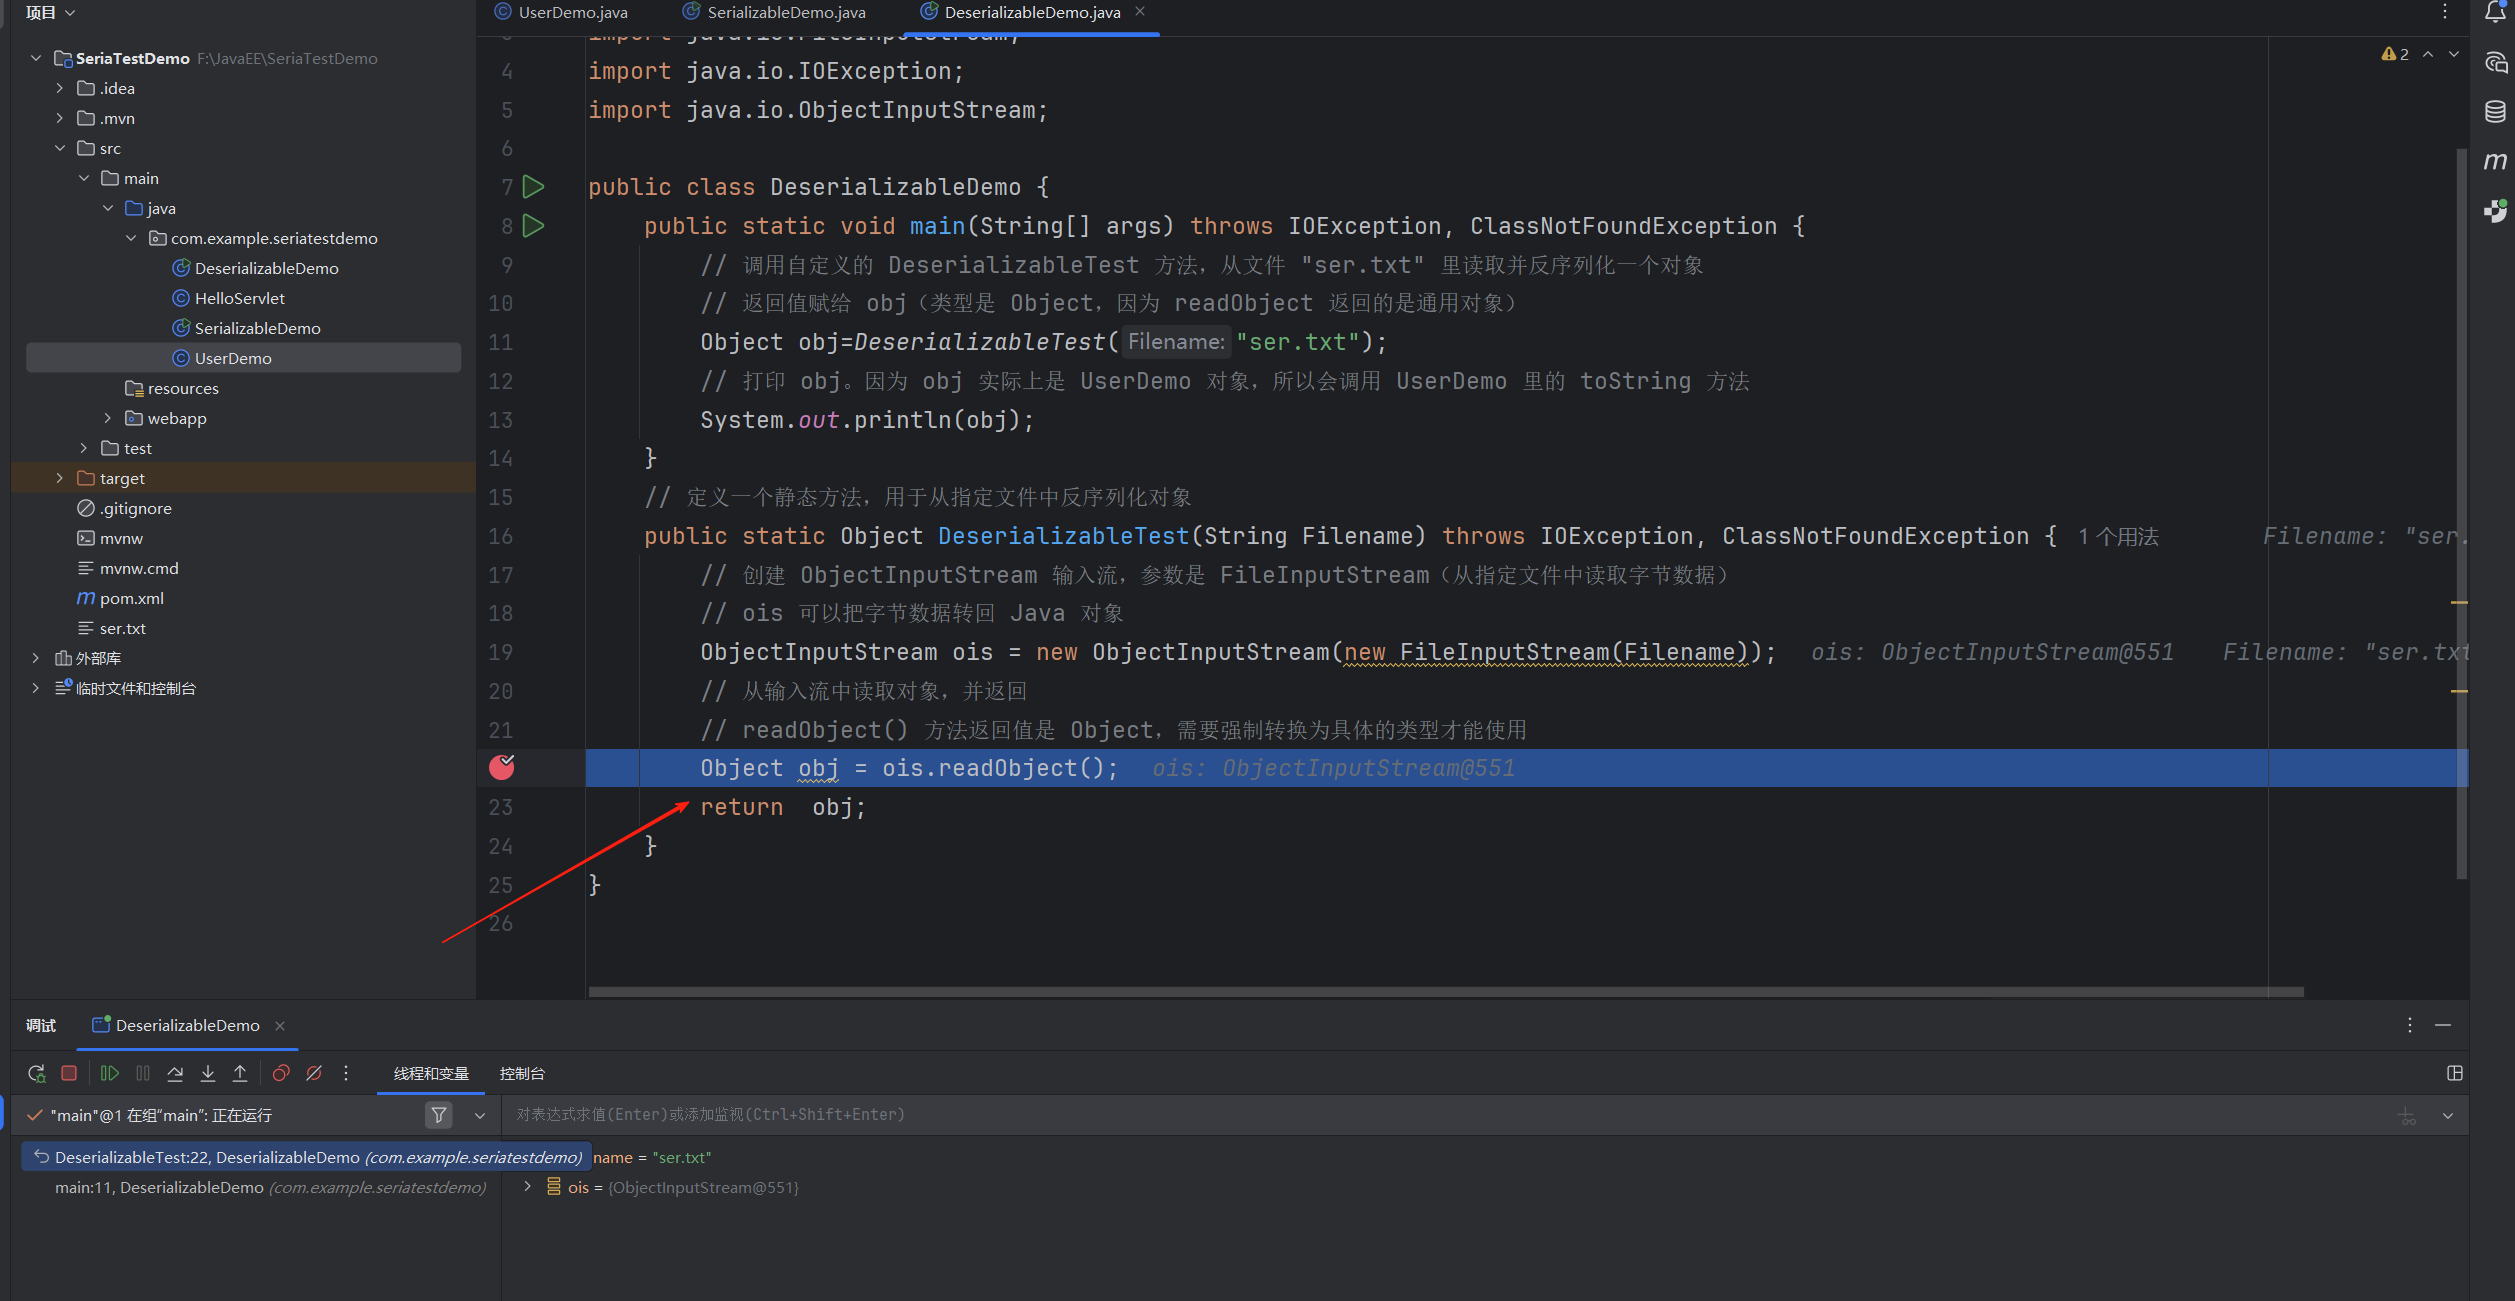 项目
UserDemo.java
SerializableDemo.java
DeserializableDemo.java
SeriaTestDemo F:\JavaEE\SeriaTestDemo
.idea
.mvn
src
main
java
com.example.seriatestdemo
DeserializableDemo
HelloServlet
SerializableDemo
UserDemo
resources
webapp
test
target
.gitignore
mvnw
mvnw.cmd
pom.xml
ser.txt
外部库
临时文件和控制台
2
4 import java.io.IOException;
5 import java.io.ObjectInputStream;
6
7 public class DeserializableDemo {
8 public static void main(String[] args) throws IOException, ClassNotFoundException {
9 // 调用自定义的 DeserializableTest 方法，从文件 "ser.txt" 里读取并反序列化一个对象
10 // 返回值赋给 obj（类型是 Object，因为 readObject 返回的是通用对象）
11 Object obj=DeserializableTest( Filename: "ser.txt");
12 // 打印 obj。因为 obj 实际上是 UserDemo 对象，所以会调用 UserDemo 里的 toString 方法
13 System.out.println(obj);
14 }
15 // 定义一个静态方法，用于从指定文件中反序列化对象
16 public static Object DeserializableTest(String Filename) throws IOException, ClassNotFoundException { 1 个用法 Filename: "ser.
17 // 创建 ObjectInputStream 输入流，参数是 FileInputStream（从指定文件中读取字节数据）
18 // ois 可以把字节数据转回 Java 对象
19 ObjectInputStream ois = new ObjectInputStream(new FileInputStream(Filename)); ois: ObjectInputStream@551 Filename: "ser.txt
20 // 从输入流中读取对象，并返回
21 // readObject() 方法返回值是 Object，需要强制转换为具体的类型才能使用
Object obj = ois.readObject(); ois: ObjectInputStream@551
23 return obj;
24 }
25 }
26
调试
DeserializableDemo
线程和变量
控制台
"main"@1 在组“main”: 正在运行
对表达式求值(Enter)或添加监视(Ctrl+Shift+Enter)
DeserializableTest:22, DeserializableDemo (com.example.seriatestdemo)
name = "ser.txt"
main:11, DeserializableDemo (com.example.seriatestdemo)
ois = {ObjectInputStream@551}